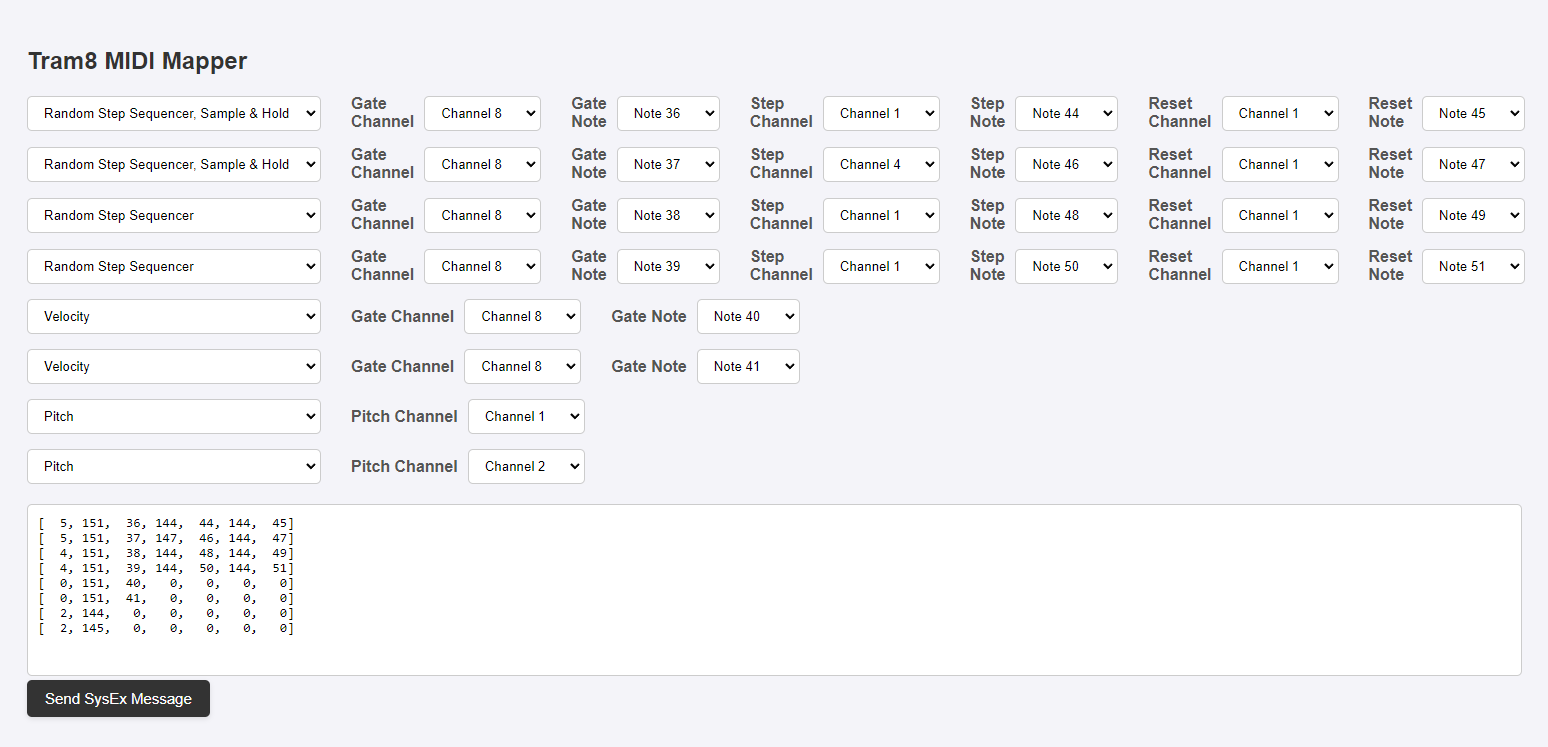 Tram8 MIDI Mapper
Random Step Sequencer, Sample & Hold Gate Channel Channel 8 Gate Note Note 36 Step Channel Channel 1 Step Note Note 44 Reset Channel Channel 1 Reset Note Note 45
Random Step Sequencer, Sample & Hold Gate Channel Channel 8 Gate Note Note 37 Step Channel Channel 4 Step Note Note 46 Reset Channel Channel 1 Reset Note Note 47
Random Step Sequencer Gate Channel Channel 8 Gate Note Note 38 Step Channel Channel 1 Step Note Note 48 Reset Channel Channel 1 Reset Note Note 49
Random Step Sequencer Gate Channel Channel 8 Gate Note Note 39 Step Channel Channel 1 Step Note Note 50 Reset Channel Channel 1 Reset Note Note 51
Velocity Gate Channel Channel 8 Gate Note Note 40
Velocity Gate Channel Channel 8 Gate Note Note 41
Pitch Pitch Channel Channel 1
Pitch Pitch Channel Channel 2
[  5, 151,  36, 144,  44, 144,  45]
[  5, 151,  37, 147,  46, 144,  47]
[  4, 151,  38, 144,  48, 144,  49]
[  4, 151,  39, 144,  50, 144,  51]
[  0, 151,  40,   0,   0,   0,   0]
[  0, 151,  41,   0,   0,   0,   0]
[  2, 144,   0,   0,   0,   0,   0]
[  2, 145,   0,   0,   0,   0,   0]
Send SysEx Message